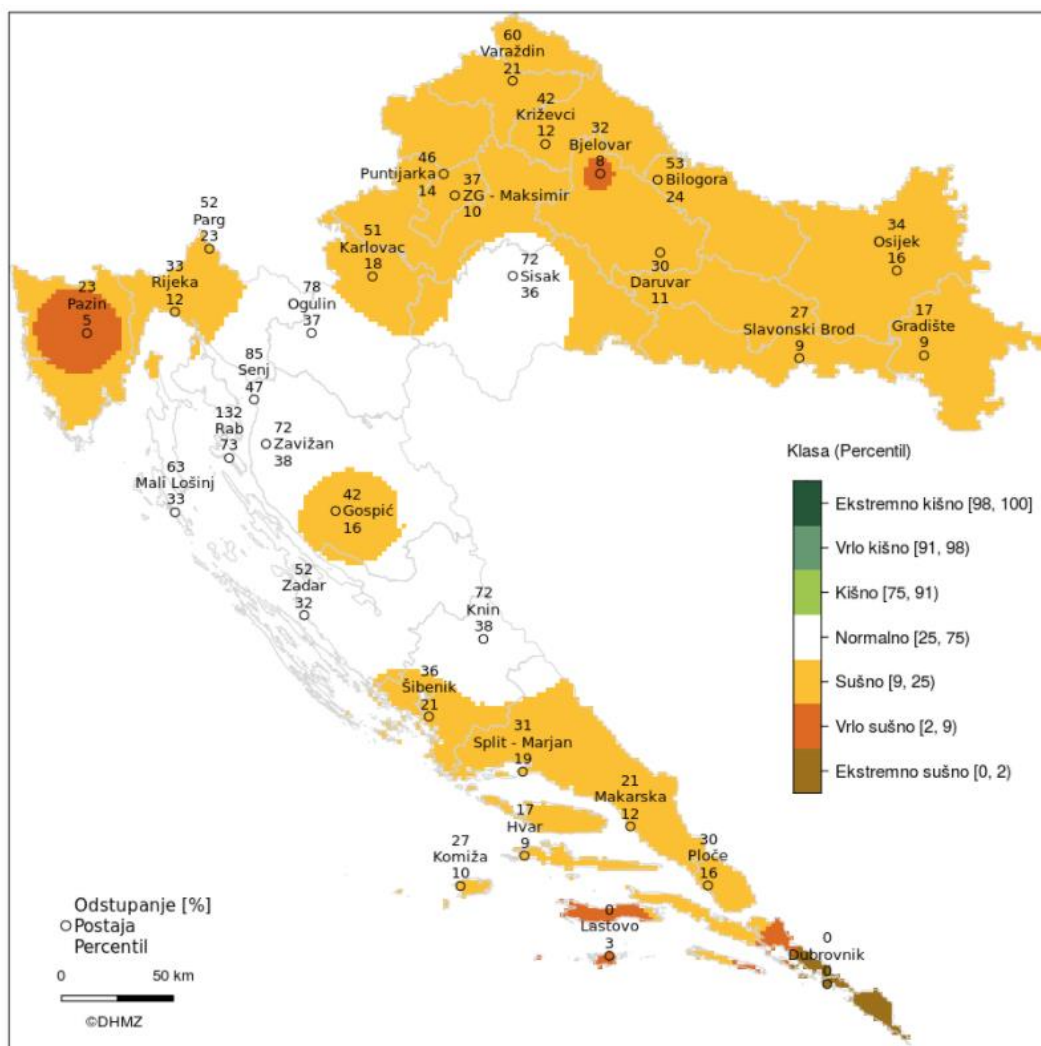 60
Varaždin
21
42
Križevci
12
32
Bjelovar
8
53
Bilogora
24
46
Puntijarka
14
37
ZG - Maksimir
10
52
Parg
23
51
Karlovac
18
34
Osijek
16
33
Rijeka
12
72
Sisak
36
30
Daruvar
11
23
Pazin
5
78
Ogulin
37
27
Slavonski Brod
9
17
Gradište
9
85
Senj
47
132
Rab
73
72
Zavižan
38
63
Mali Lošinj
33
42
Gospić
16
52
Zadar
32
72
Knin
38
36
Šibenik
21
31
Split - Marjan
19
21
Makarska
12
17
Hvar
9
27
Komiža
10
30
Ploče
16
0
Lastovo
3
0
Dubrovnik
0
Klasa (Percentil)
Ekstremno kišno [98, 100]
Vrlo kišno [91, 98)
Kišno [75, 91)
Normalno [25, 75)
Sušno [9, 25)
Vrlo sušno [2, 9)
Ekstremno sušno [0, 2)
Odstupanje [%]
Postaja
Percentil
0 50 km
©DHMZ